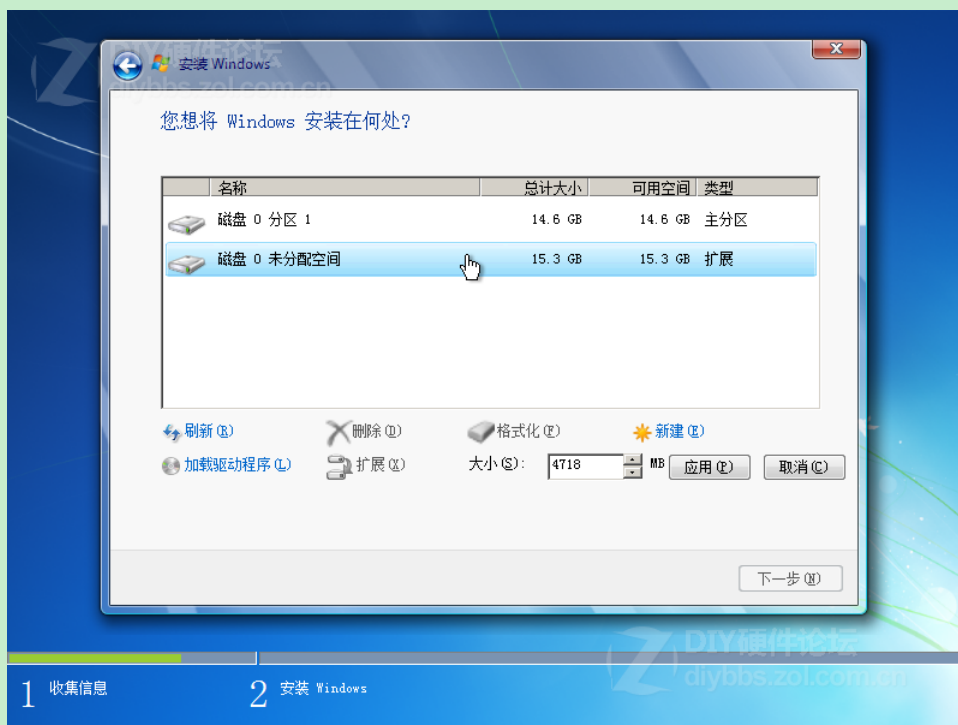 DIY硬件论坛
diybbs.zol.com.cn
安装 Windows
您想将 Windows 安装在何处?
名称 总计大小 可用空间 类型
磁盘 0 分区 1 14.6 GB 14.6 GB 主分区
磁盘 0 未分配空间 15.3 GB 15.3 GB 扩展
刷新(R) 删除(D) 格式化(F) 新建(E)
加载驱动程序(L) 扩展(X) 大小(S): 4718 MB 应用(P) 取消(C)
下一步(N)
DIY硬件论坛
diybbs.zol.com.cn
1 收集信息 2 安装 Windows